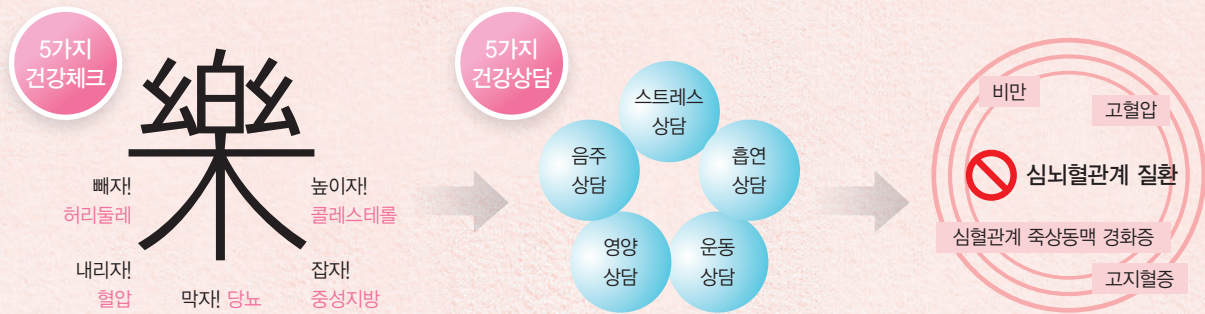 5가지
건강체크
樂
빼자!
허리둘레
높이자!
콜레스테롤
내리자!
혈압
막자! 당뇨
잡자!
중성지방
5가지
건강상담
스트레스
상담
음주
상담
흡연
상담
영양
상담
운동
상담
비만
고혈압
심뇌혈관계 질환
심혈관계 죽상동맥 경화증
고지혈증